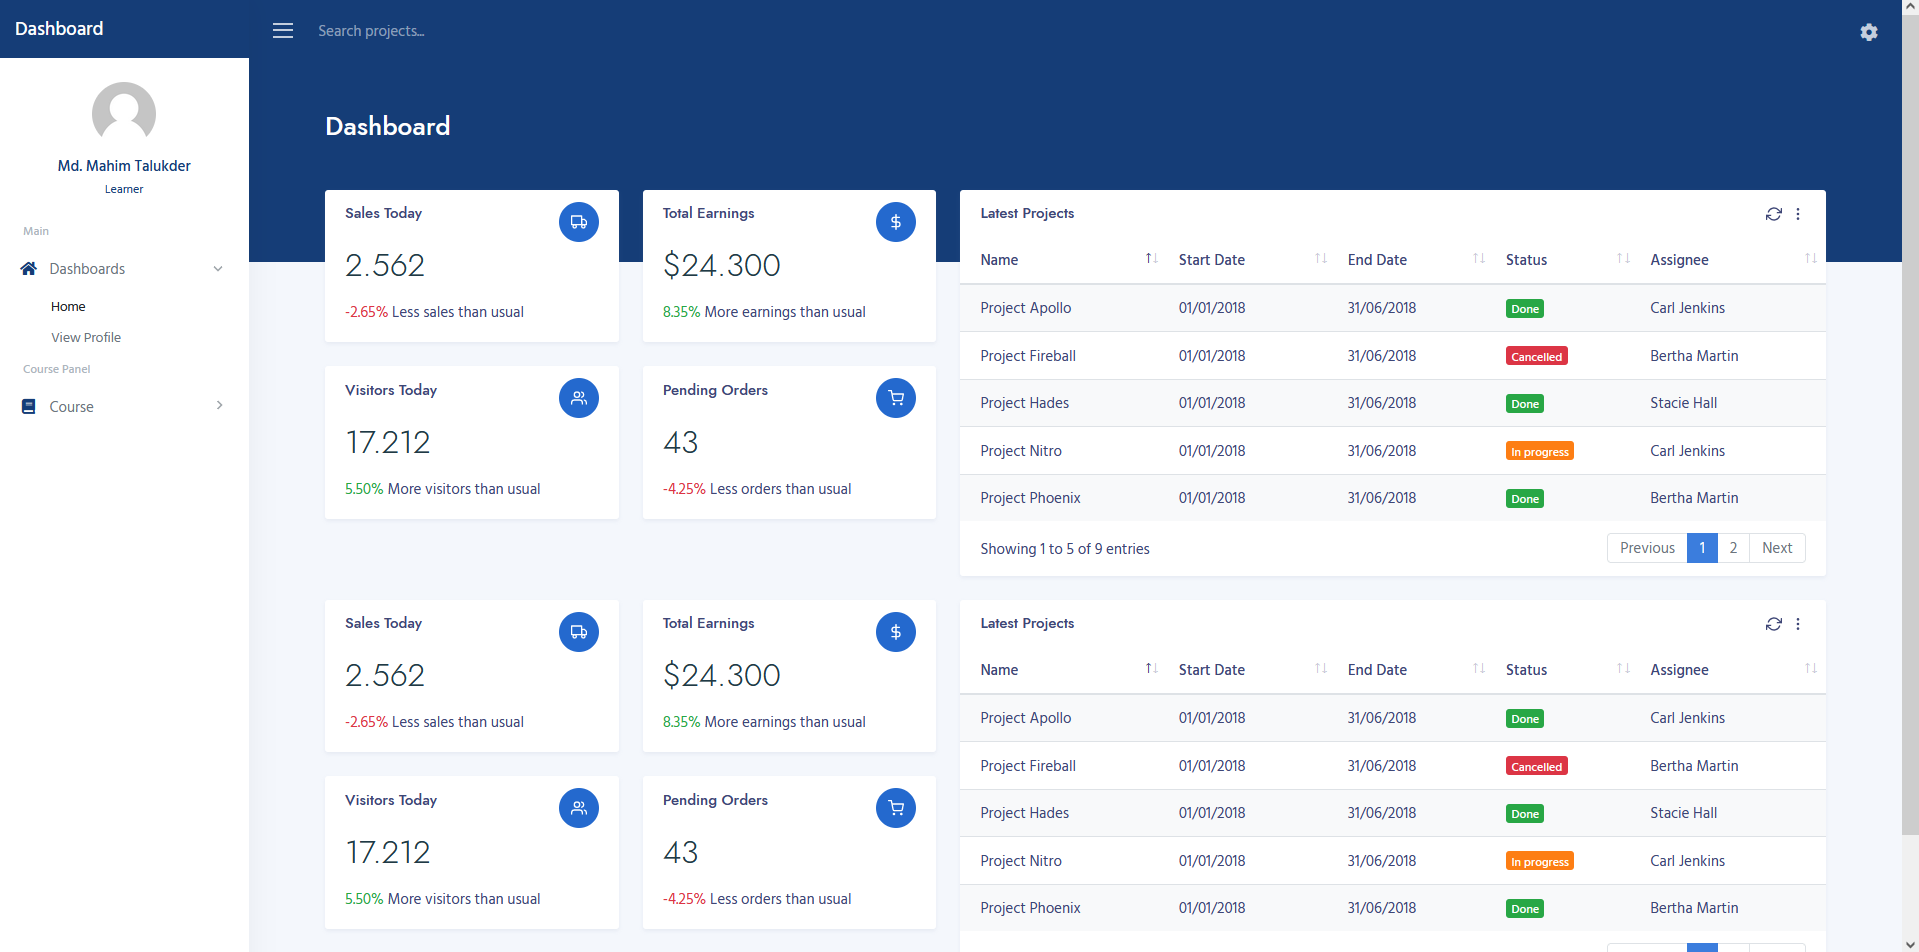 Dashboard
Search projects...
Md. Mahim Talukder
Learner
Main
Dashboards
Home
View Profile
Course Panel
Course
Dashboard
Sales Today
2.562
-2.65% Less sales than usual
Total Earnings
$24.300
8.35% More earnings than usual
Visitors Today
17.212
5.50% More visitors than usual
Pending Orders
43
-4.25% Less orders than usual
Latest Projects
Name Start Date End Date Status Assignee
Project Apollo 01/01/2018 31/06/2018 Done Carl Jenkins
Project Fireball 01/01/2018 31/06/2018 Cancelled Bertha Martin
Project Hades 01/01/2018 31/06/2018 Done Stacie Hall
Project Nitro 01/01/2018 31/06/2018 In progress Carl Jenkins
Project Phoenix 01/01/2018 31/06/2018 Done Bertha Martin
Showing 1 to 5 of 9 entries
Previous 1 2 Next
Sales Today
2.562
-2.65% Less sales than usual
Total Earnings
$24.300
8.35% More earnings than usual
Visitors Today
17.212
5.50% More visitors than usual
Pending Orders
43
-4.25% Less orders than usual
Latest Projects
Name Start Date End Date Status Assignee
Project Apollo 01/01/2018 31/06/2018 Done Carl Jenkins
Project Fireball 01/01/2018 31/06/2018 Cancelled Bertha Martin
Project Hades 01/01/2018 31/06/2018 Done Stacie Hall
Project Nitro 01/01/2018 31/06/2018 In progress Carl Jenkins
Project Phoenix 01/01/2018 31/06/2018 Done Bertha Martin